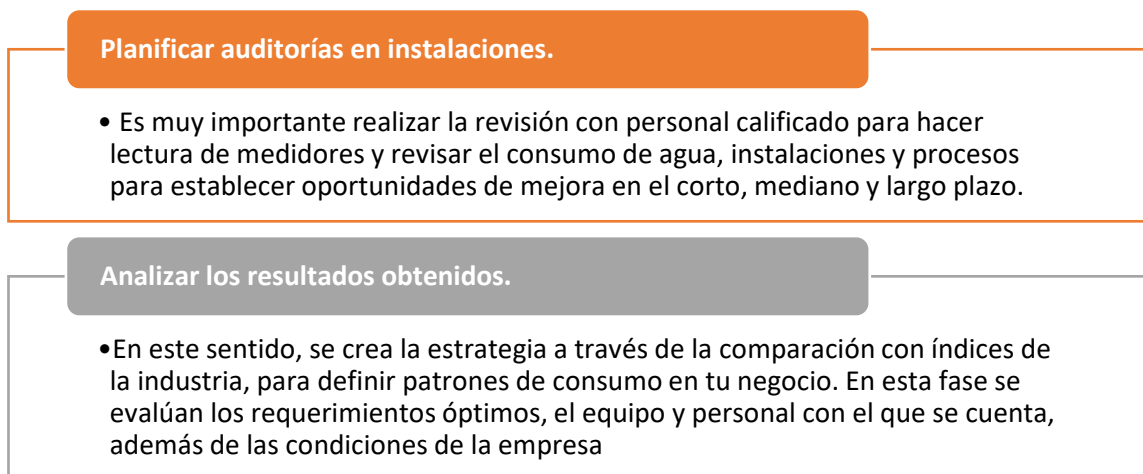 Planificar auditorías en instalaciones.
• Es muy importante realizar la revisión con personal calificado para hacer
lectura de medidores y revisar el consumo de agua, instalaciones y procesos
para establecer oportunidades de mejora en el corto, mediano y largo plazo.
Analizar los resultados obtenidos.
•En este sentido, se crea la estrategia a través de la comparación con índices de
la industria, para definir patrones de consumo en tu negocio. En esta fase se
evalúan los requerimientos óptimos, el equipo y personal con el que se cuenta,
además de las condiciones de la empresa